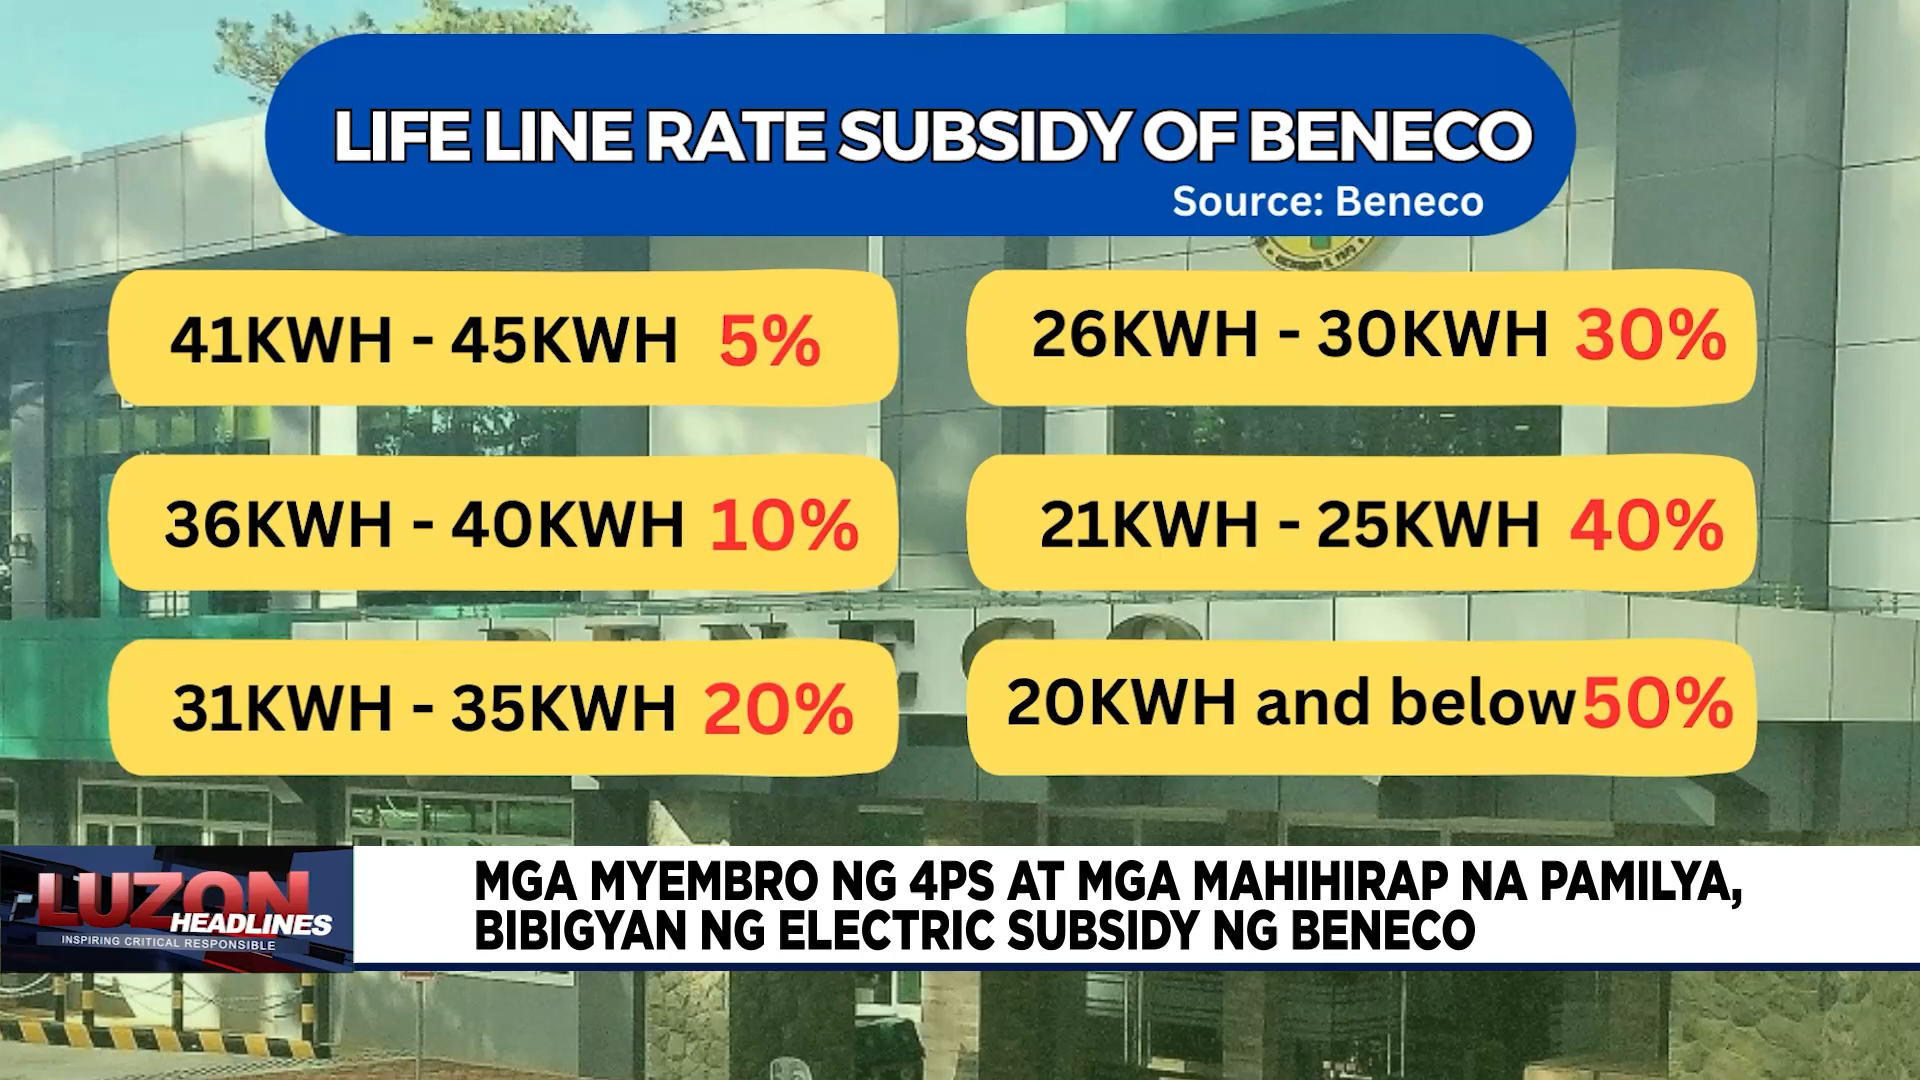 LIFE LINE RATE SUBSIDY OF BENECO
Source: Beneco
41KWH - 45KWH 5%
36KWH - 40KWH 10%
31KWH - 35KWH 20%
26KWH - 30KWH 30%
21KWH - 25KWH 40%
20KWH and below 50%
LUZON
HEADLINES
INSPIRING CRITICAL RESPONSIBLE
MGA MYEMBRO NG 4PS AT MGA MAHIHIRAP NA PAMILYA,
BIBIGYAN NG ELECTRIC SUBSIDY NG BENECO